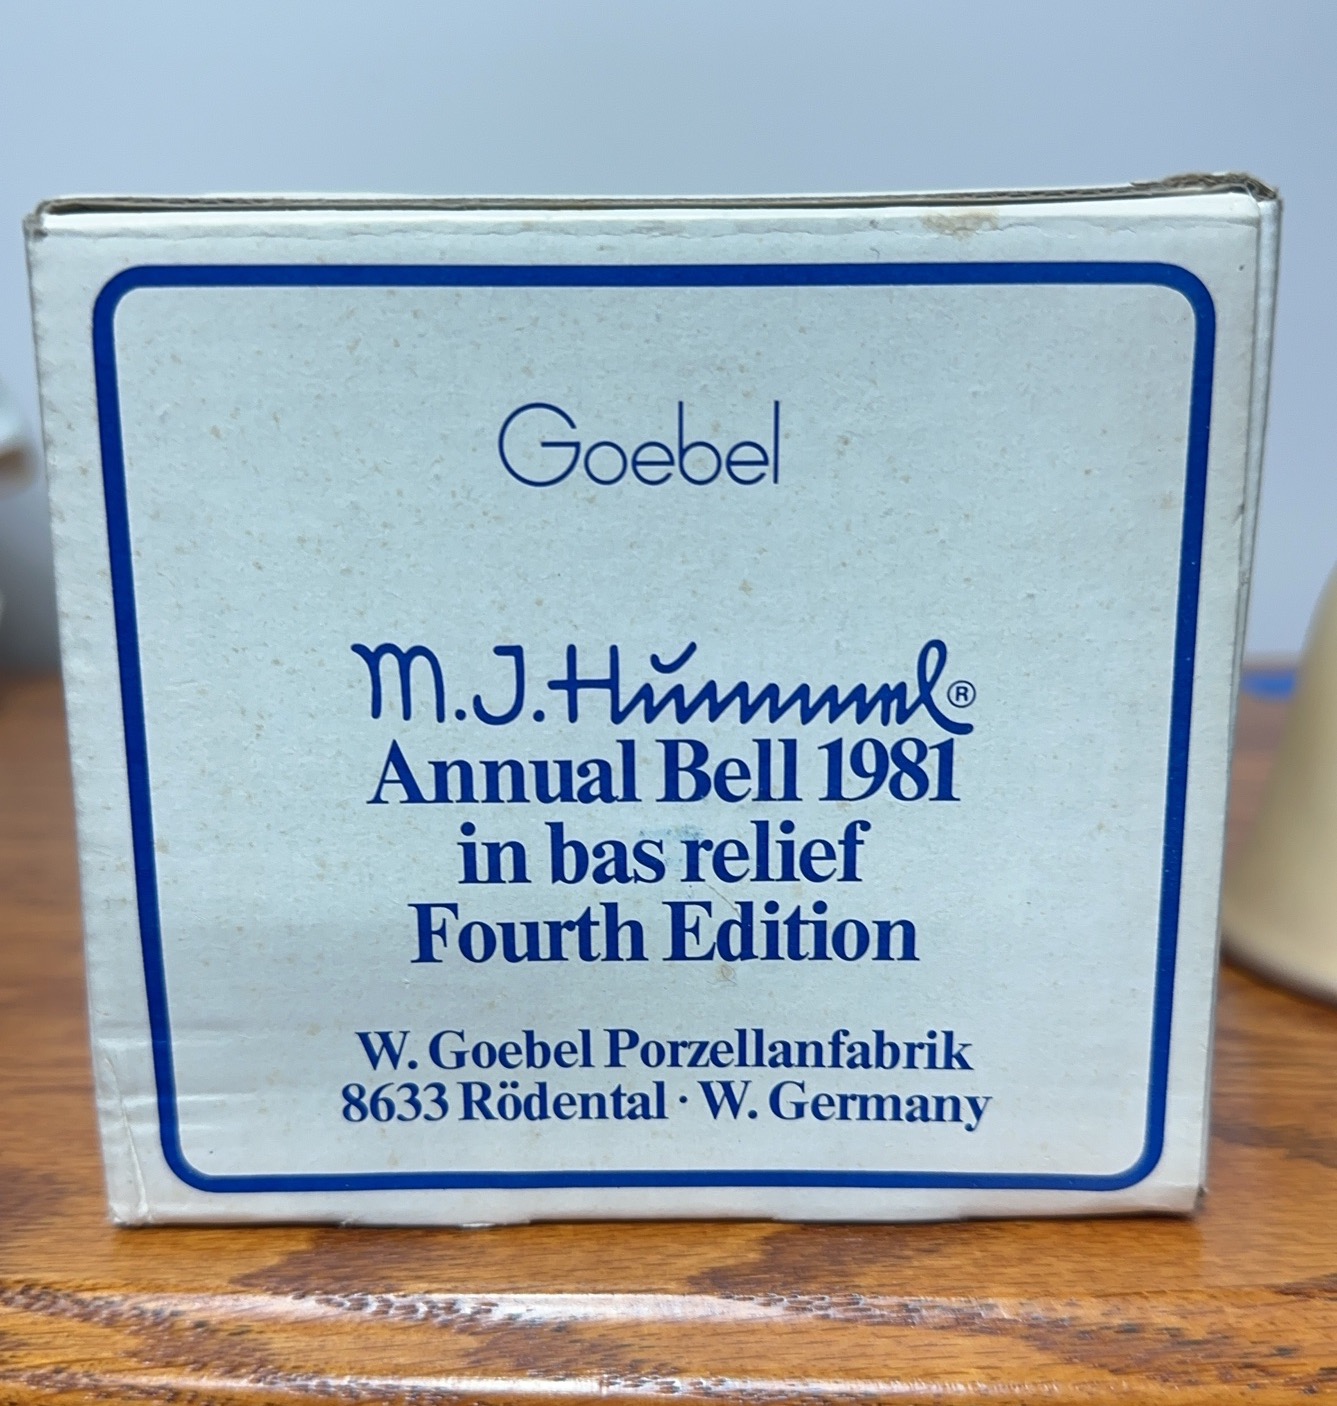 Goebel
M.J. Hummel®
Annual Bell 1981
in bas relief
Fourth Edition
W. Goebel Porzellanfabrik
8633 Rödental · W. Germany